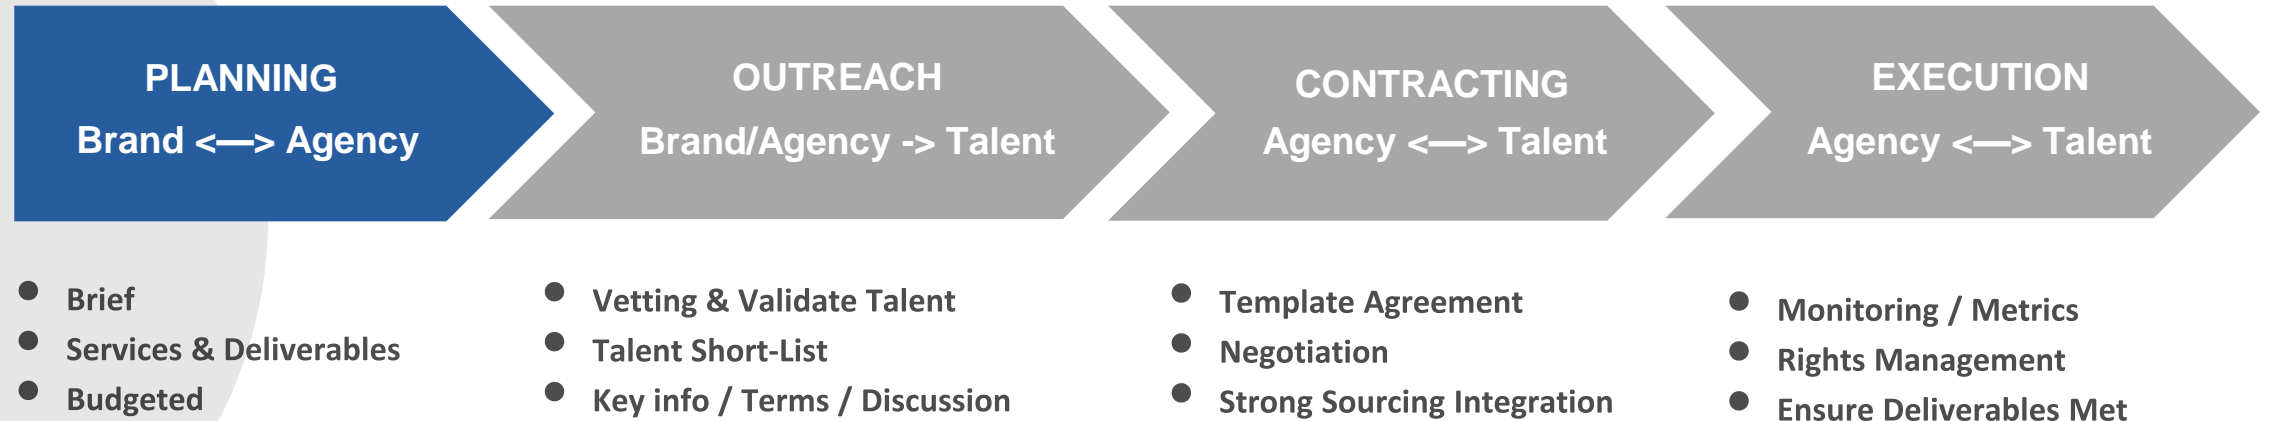 PLANNING
Brand <—> Agency
OUTREACH
Brand/Agency -> Talent
CONTRACTING
Agency <—> Talent
EXECUTION
Agency <—> Talent
• Brief
• Services & Deliverables
• Budgeted
• Vetting & Validate Talent
• Talent Short-List
• Key info / Terms / Discussion
• Template Agreement
• Negotiation
• Strong Sourcing Integration
• Monitoring / Metrics
• Rights Management
• Ensure Deliverables Met